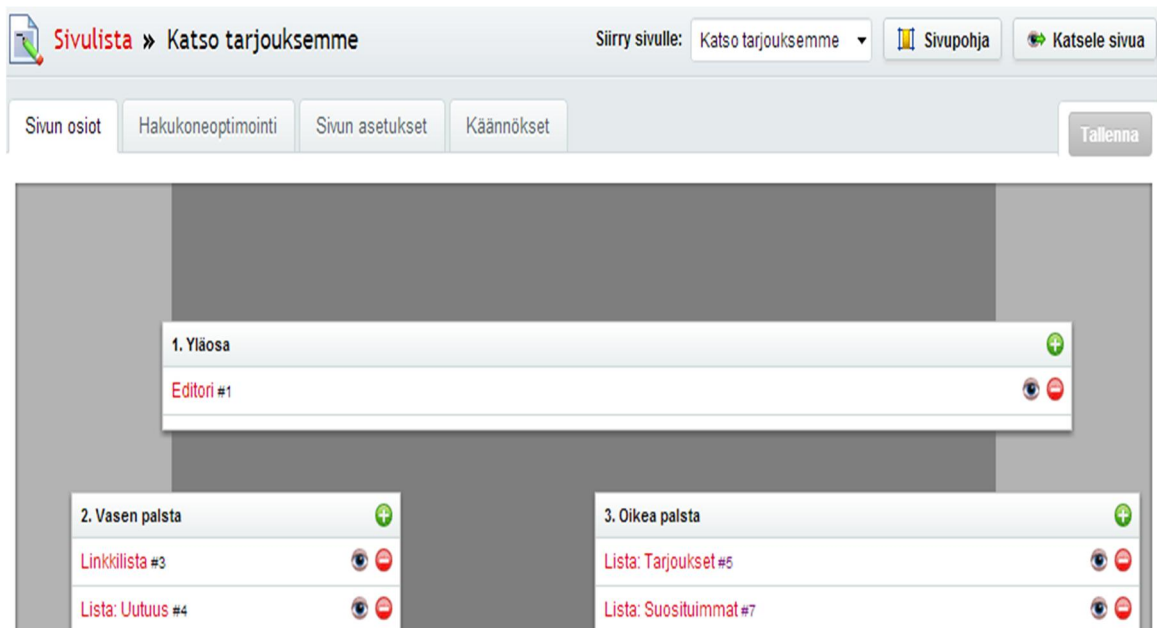 Sivulista » Katso tarjouksemme
Siirry sivulle: Katso tarjouksemme Sivupohja Katsele sivua
Sivun osiot Hakukoneoptimointi Sivun asetukset Käännökset Tallenna
1. Yläosa
Editori #1
2. Vasen palsta
Linkkilista #3
Lista: Uutuus #4
3. Oikea palsta
Lista: Tarjoukset #5
Lista: Suosituimmat #7